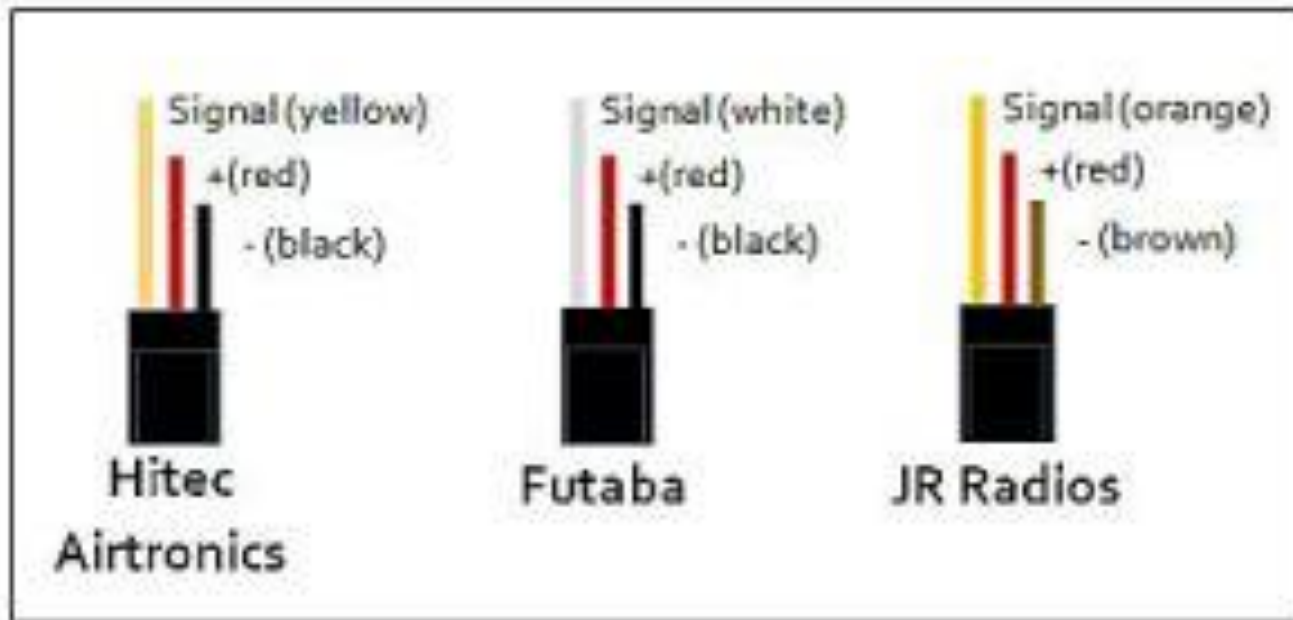 Signal (yellow)
+(red)
- (black)
Hitec
Airtronics
Signal (white)
+(red)
- (black)
Futaba
Signal (orange)
+(red)
- (brown)
JR Radios